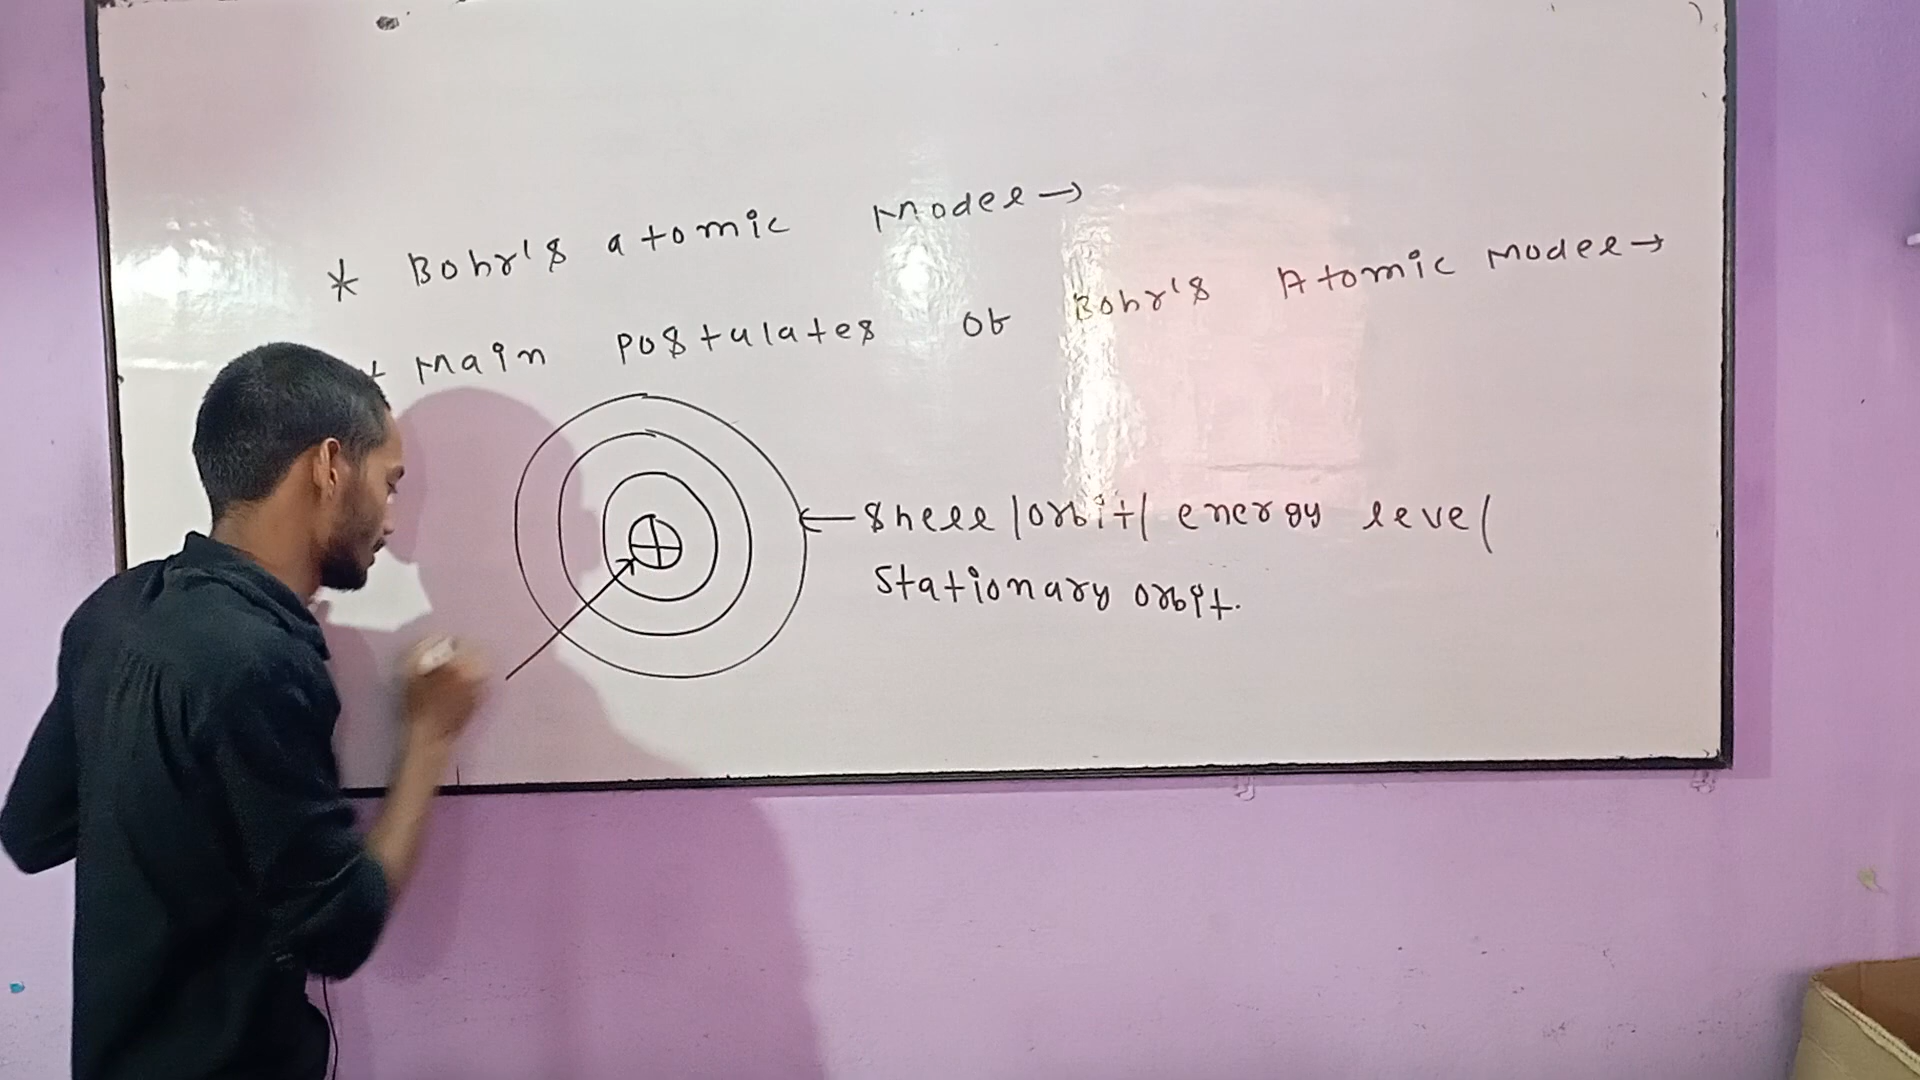 * Bohr's atomic Model →
* Main postulates of Bohr's Atomic Model →
← Shell/orbit/energy level/
Stationary orbit.